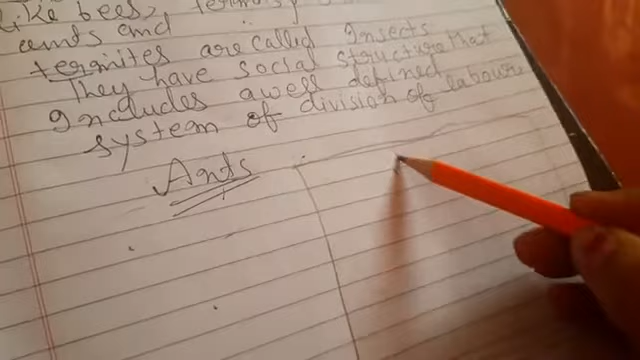 like bees, termits
ants and
termites are called Insects
They have social structure that
Includes a well defined
system of division of labour
Ants